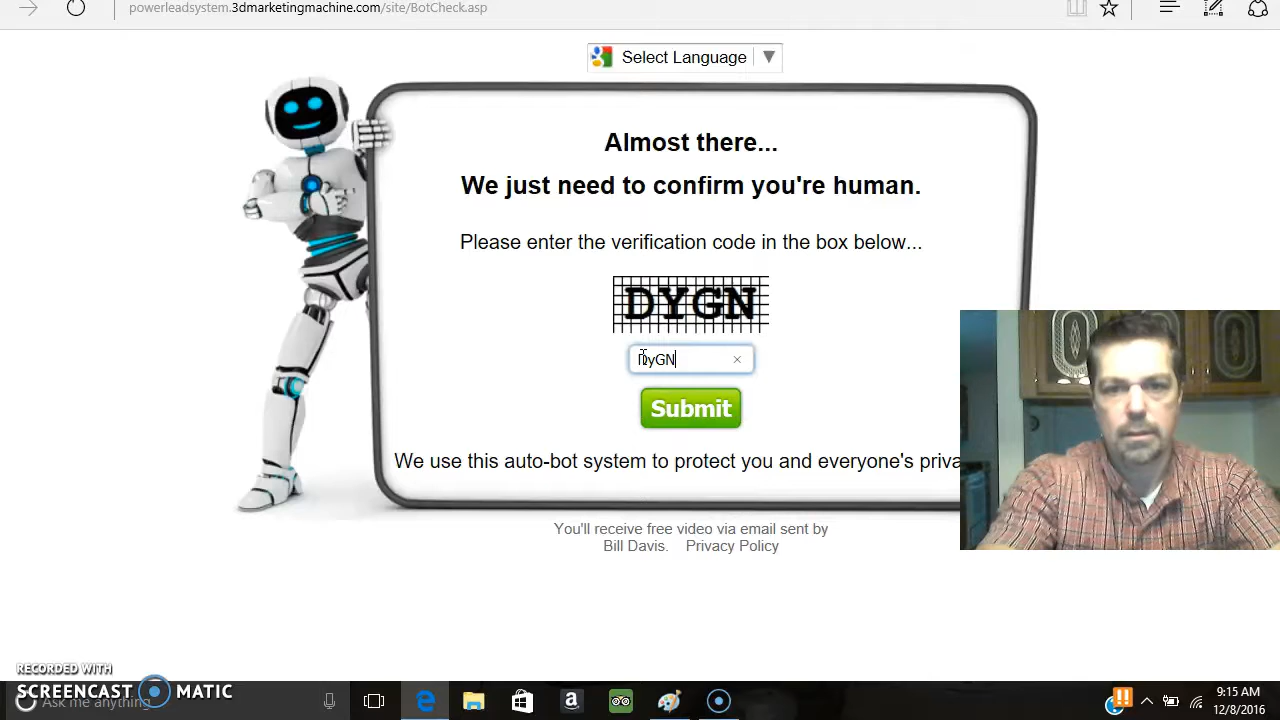 powerleadsystem.3dmarketingmachine.com/site/BotCheck.asp
Select Language
Almost there...
We just need to confirm you're human.
Please enter the verification code in the box below...
DYGN
DyGN
Submit
We use this auto-bot system to protect you and everyone's priva
You'll receive free video via email sent by
Bill Davis. Privacy Policy
RECORDED WITH
SCREENCAST MATIC
Ask me anything
9:15 AM
12/8/2016